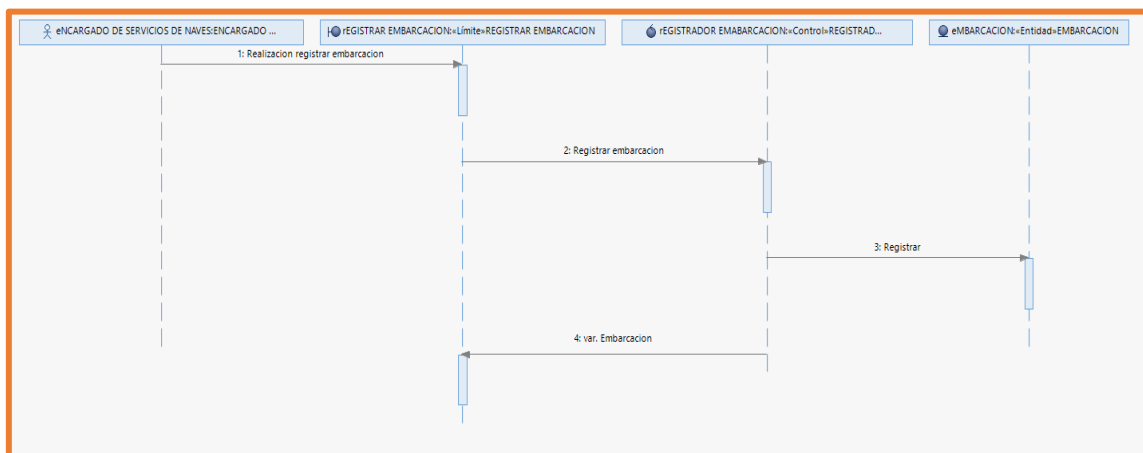 eNCARGADO DE SERVICIOS DE NAVES:ENCARGADO ...
rEGISTRAR EMBARCACION:«Límite»REGISTRAR EMBARCACION
rEGISTRADOR EMABARCACION:«Control»REGISTRAD...
eMBARCACION:«Entidad»EMBARCACION
1: Realizacion registrar embarcacion
2: Registrar embarcacion
3: Registrar
4: var. Embarcacion